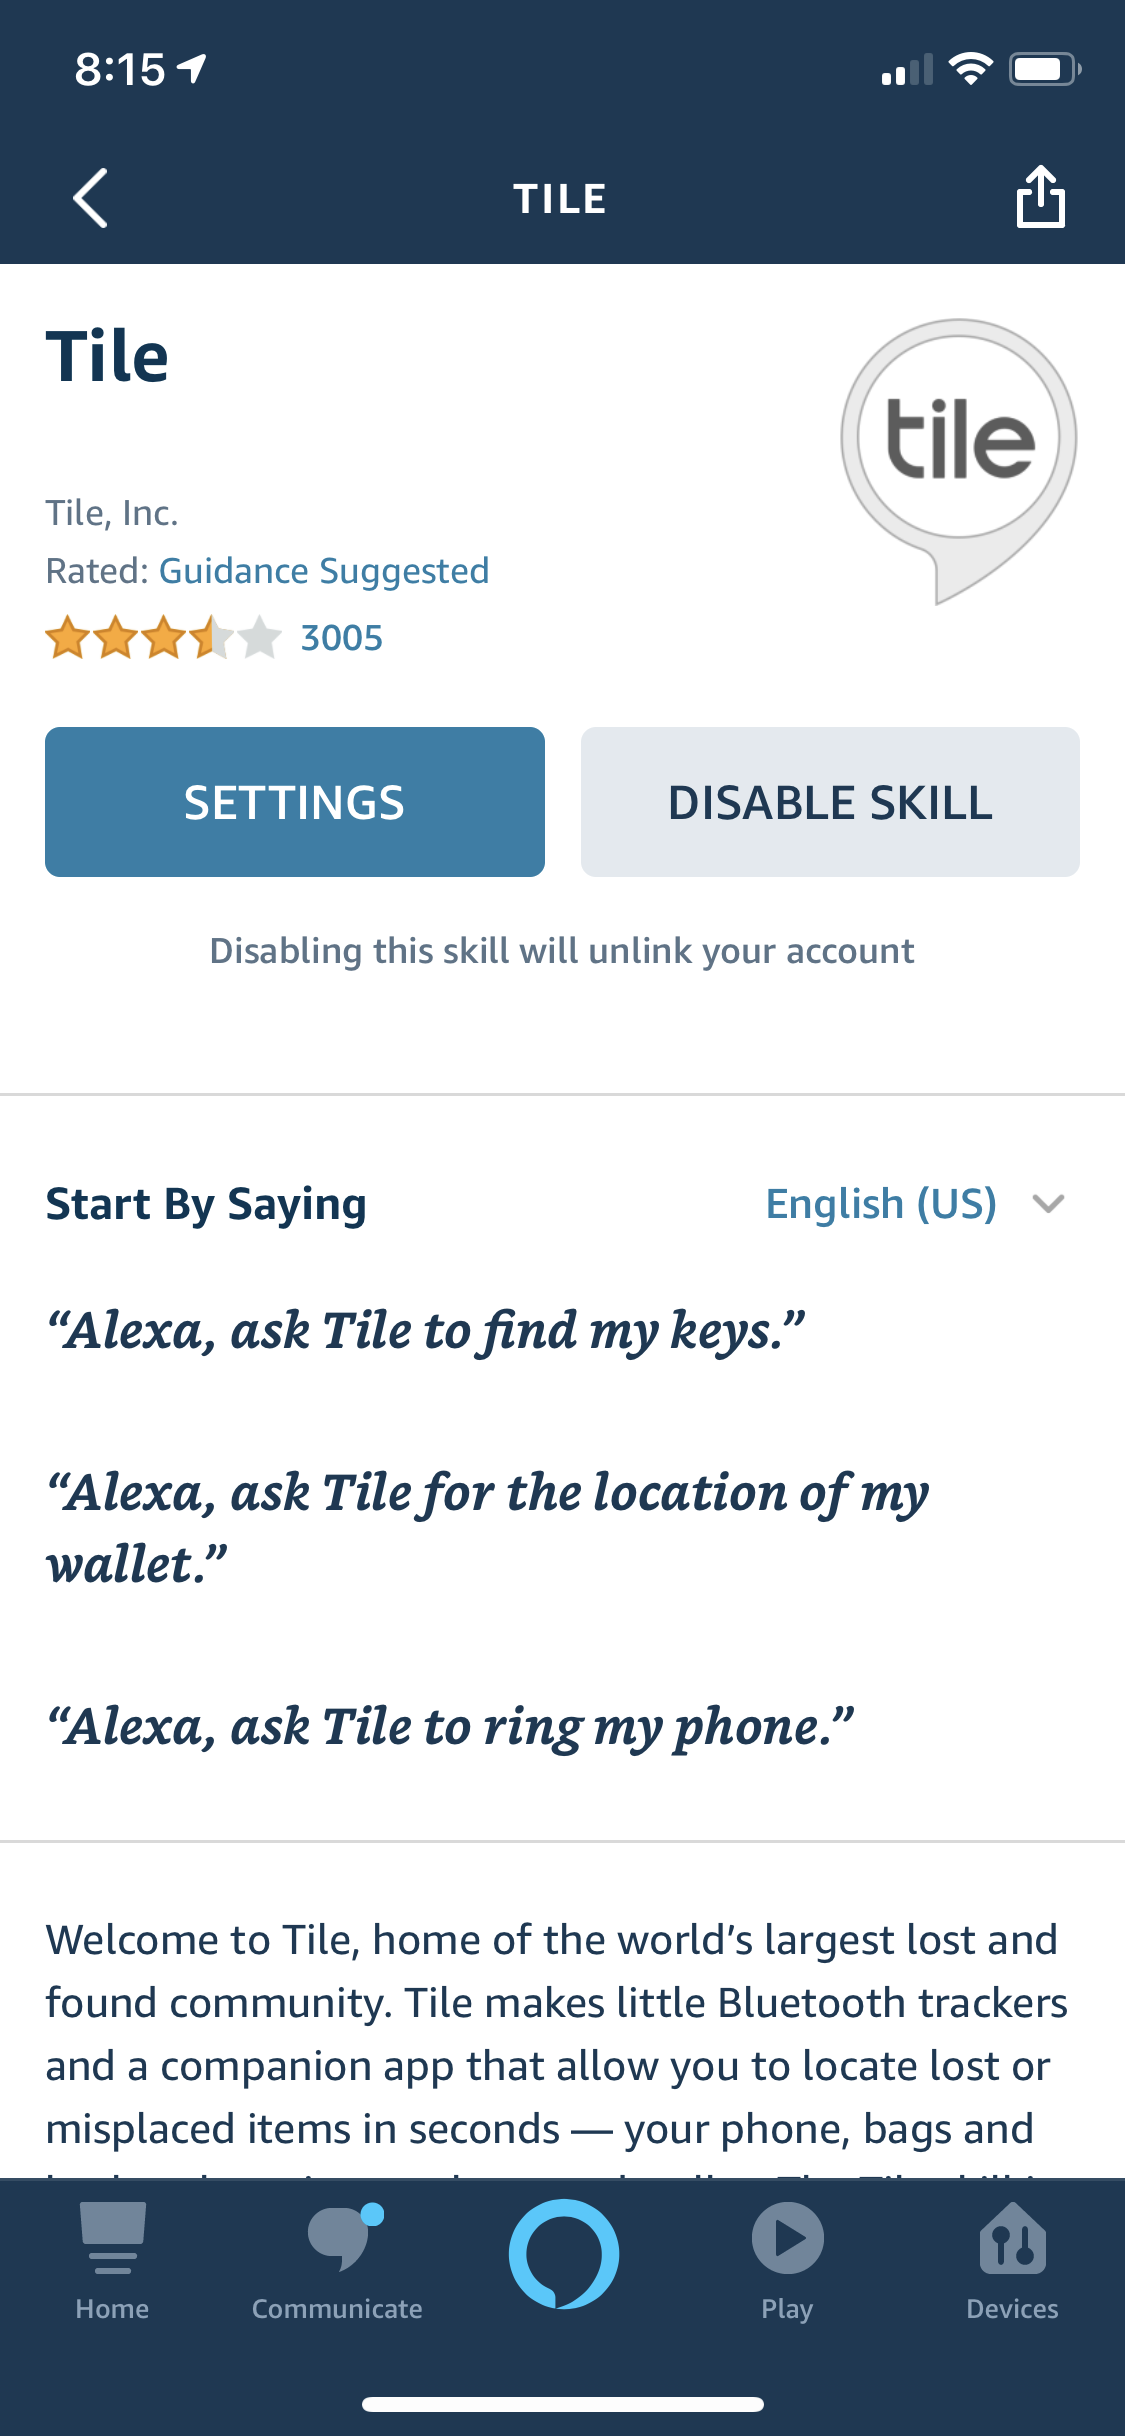 8:15
TILE
Tile
tile
Tile, Inc.
Rated: Guidance Suggested
3005
SETTINGS
DISABLE SKILL
Disabling this skill will unlink your account
Start By Saying
English (US)
“Alexa, ask Tile to find my keys.”
“Alexa, ask Tile for the location of my
wallet.”
“Alexa, ask Tile to ring my phone.”
Welcome to Tile, home of the world’s largest lost and
found community. Tile makes little Bluetooth trackers
and a companion app that allow you to locate lost or
misplaced items in seconds — your phone, bags and
Home
Communicate
Play
Devices